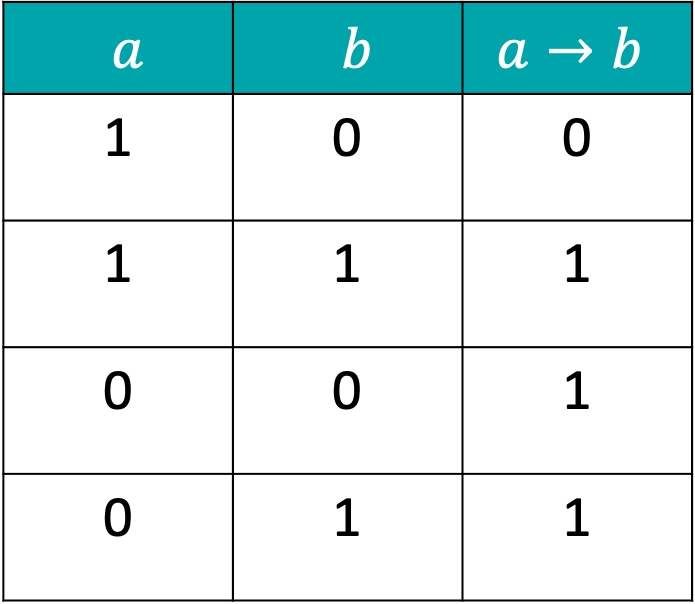 a b a → b
1 0 0
1 1 1
0 0 1
0 1 1